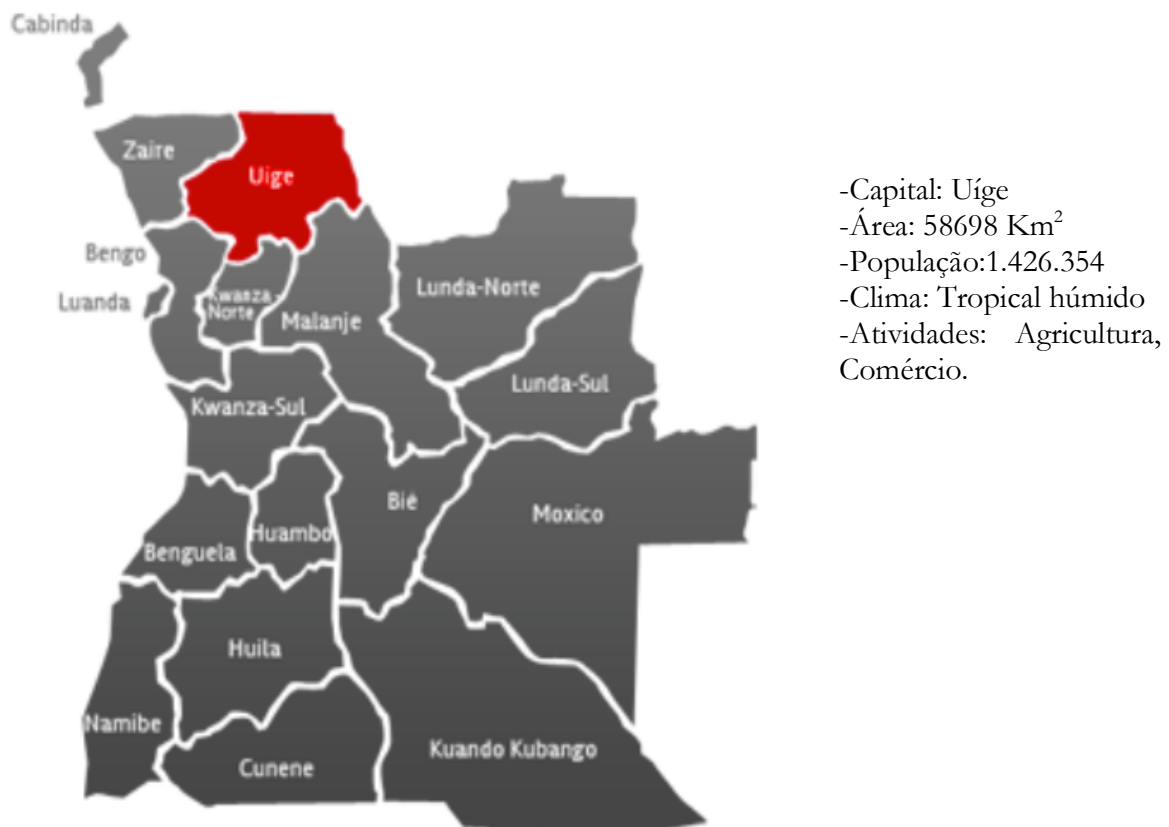 Cabinda
Zaire
Uíge
Bengo
Luanda
Kwanza
Norte
Malanje
Lunda-Norte
Lunda-Sul
Kwanza-Sul
Bié
Moxico
Huambo
Benguela
Huíla
Namibe
Cunene
Kuando Kubango
-Capital: Uíge
-Área: 58698 Km²
-População:1.426.354
-Clima: Tropical húmido
-Atividades: Agricultura,
Comércio.